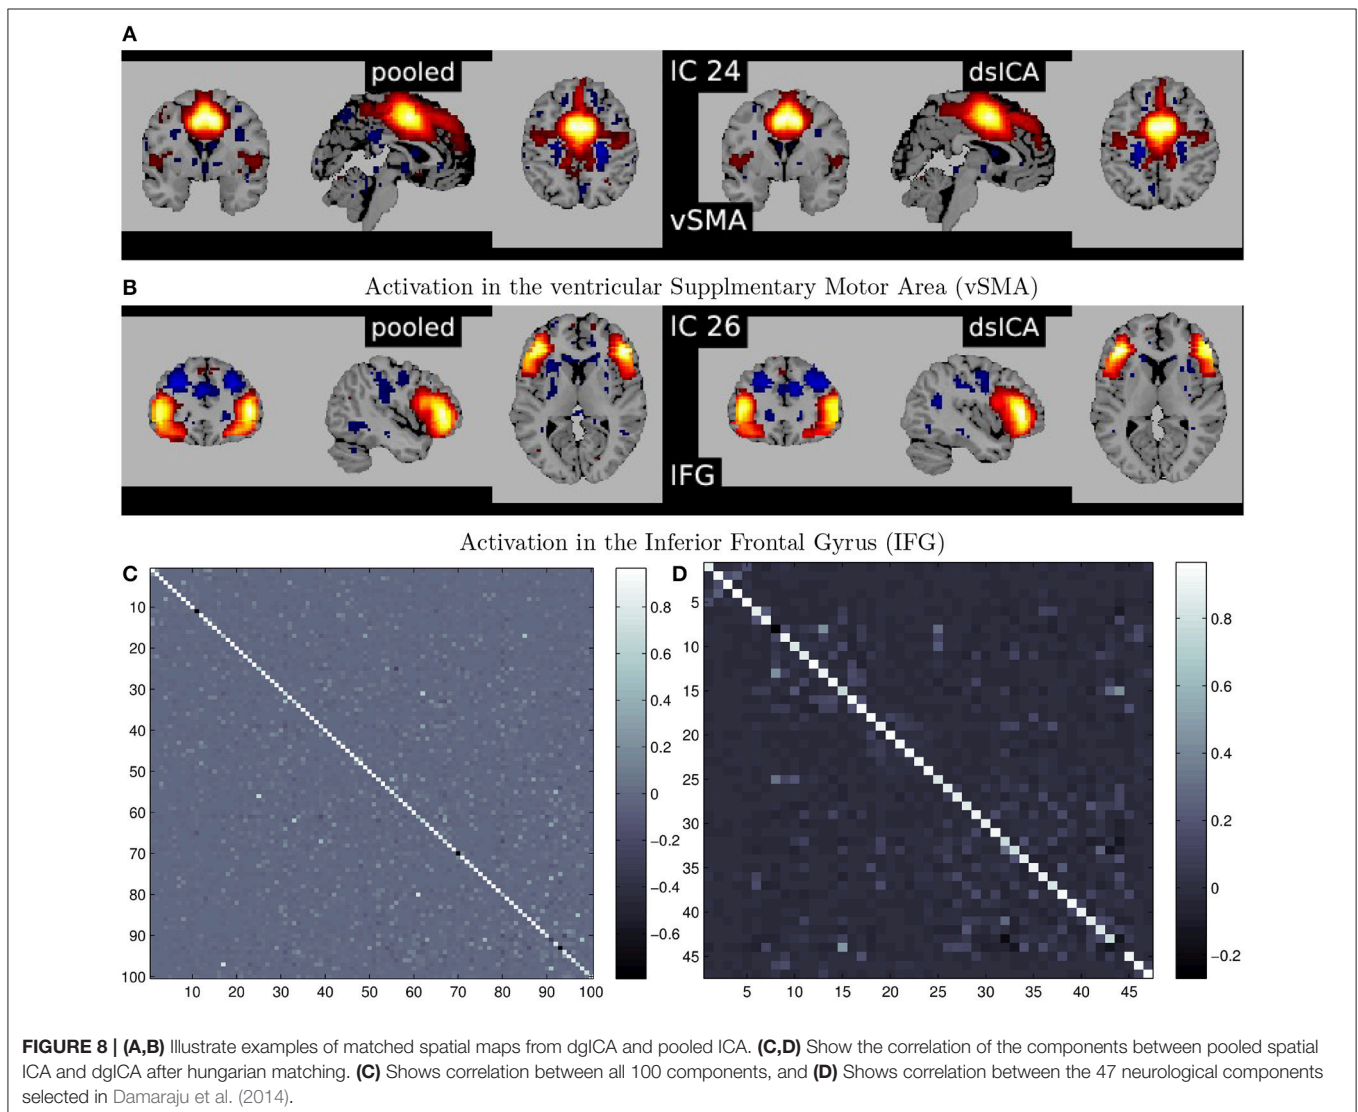 A
pooled
IC 24
dsICA
vSMA
Activation in the ventricular Supplmentary Motor Area (vSMA)
B
pooled
IC 26
dsICA
IFG
Activation in the Inferior Frontal Gyrus (IFG)
C
10
20
30
40
50
60
70
80
90
100
10 20 30 40 50 60 70 80 90 100
0.8
0.6
0.4
0.2
0
−0.2
−0.4
−0.6
D
5
10
15
20
25
30
35
40
45
5 10 15 20 25 30 35 40 45
0.8
0.6
0.4
0.2
0
−0.2
FIGURE 8 | (A,B) Illustrate examples of matched spatial maps from dgICA and pooled ICA. (C,D) Show the correlation of the components between pooled spatial
ICA and dgICA after hungarian matching. (C) Shows correlation between all 100 components, and (D) Shows correlation between the 47 neurological components
selected in Damaraju et al. (2014).